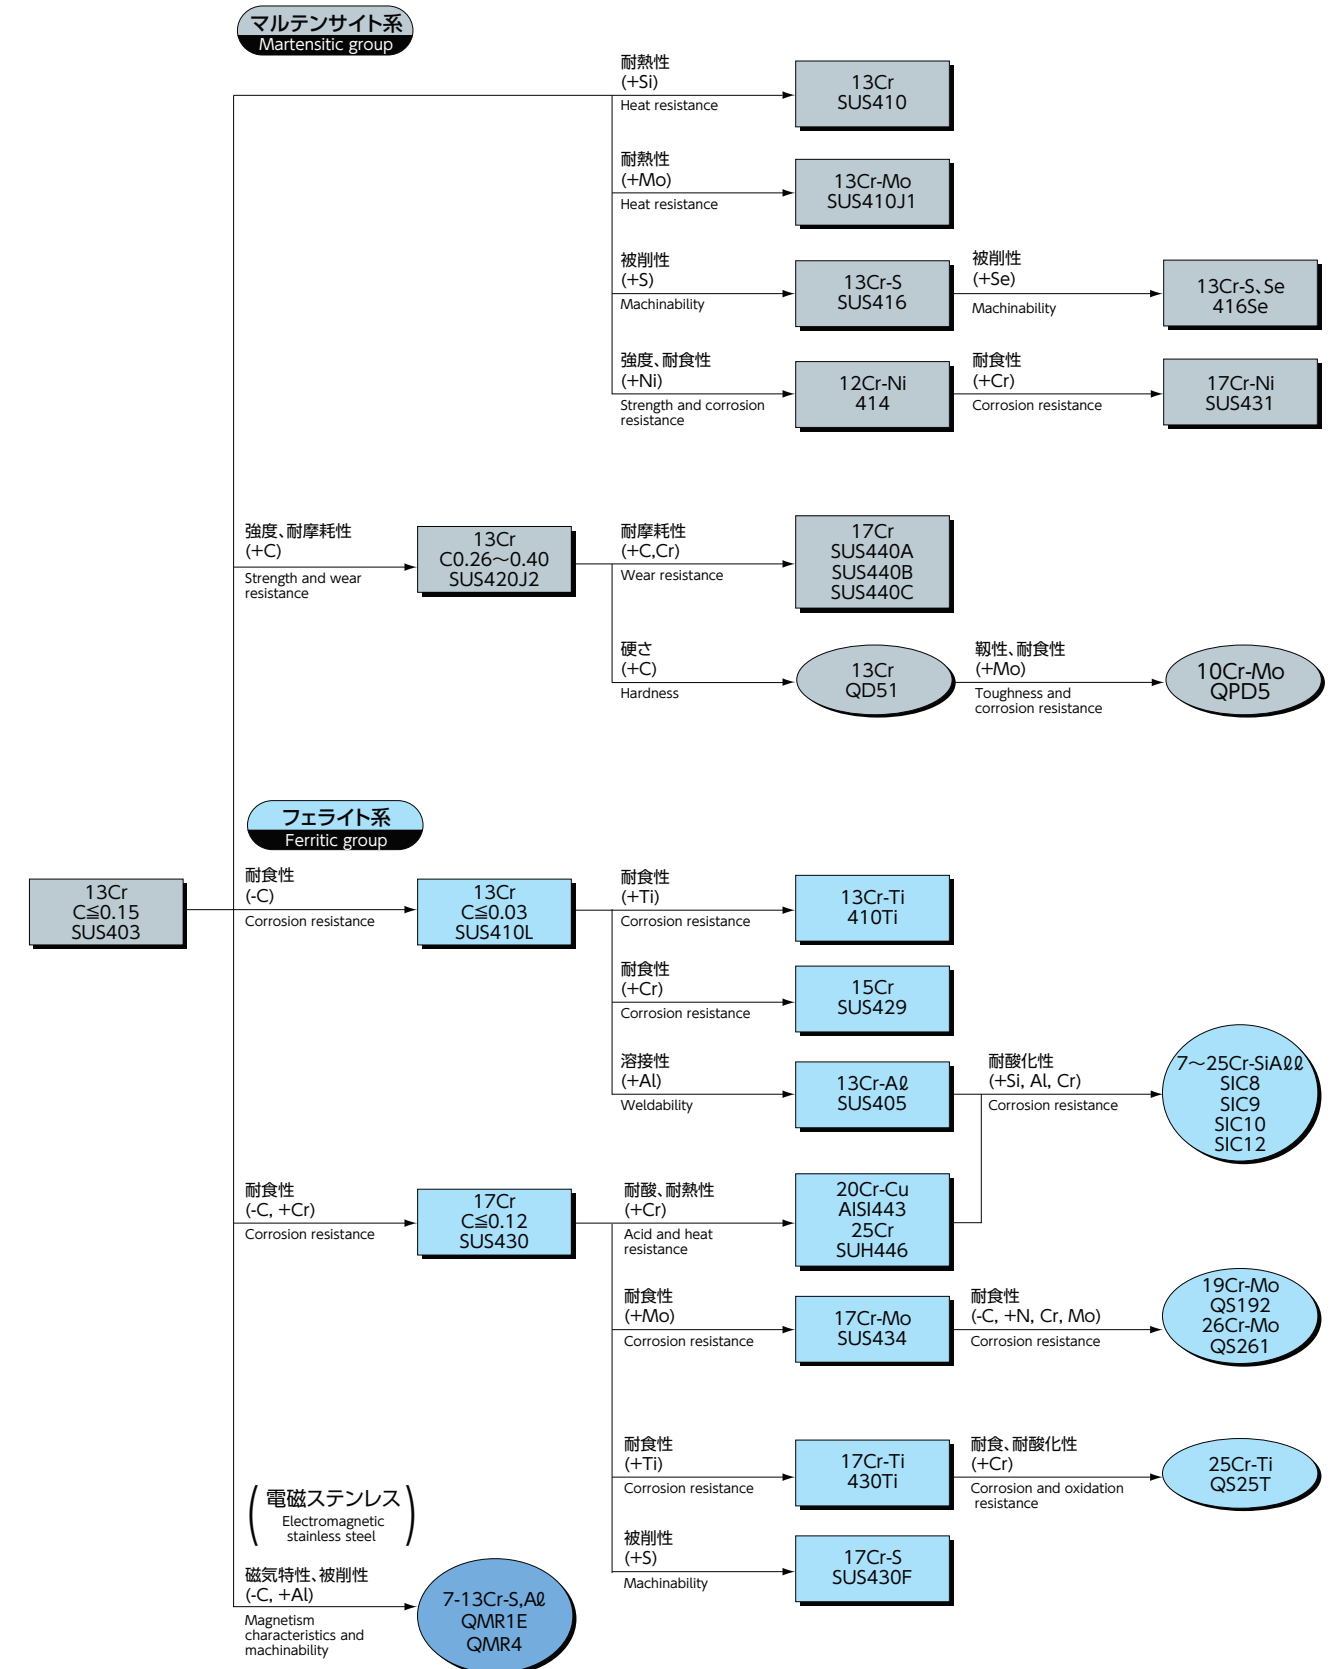 マルテンサイト系
Martensitic group
耐熱性
(+Si)
Heat resistance
13Cr
SUS410
耐熱性
(+Mo)
Heat resistance
13Cr-Mo
SUS410J1
被削性
(+S)
Machinability
13Cr-S
SUS416
被削性
(+Se)
Machinability
13Cr-S、Se
416Se
強度、耐食性
(+Ni)
Strength and corrosion
resistance
12Cr-Ni
414
耐食性
(+Cr)
Corrosion resistance
17Cr-Ni
SUS431
強度、耐摩耗性
(+C)
Strength and wear
resistance
13Cr
C0.26～0.40
SUS420J2
耐摩耗性
(+C,Cr)
Wear resistance
17Cr
SUS440A
SUS440B
SUS440C
硬さ
(+C)
Hardness
13Cr
QD51
靱性、耐食性
(+Mo)
Toughness and
corrosion resistance
10Cr-Mo
QPD5
フェライト系
Ferritic group
13Cr
C≦0.15
SUS403
耐食性
(-C)
Corrosion resistance
13Cr
C≦0.03
SUS410L
耐食性
(+Ti)
Corrosion resistance
13Cr-Ti
410Ti
耐食性
(+Cr)
Corrosion resistance
15Cr
SUS429
溶接性
(+Al)
Weldability
13Cr-Aℓ
SUS405
耐酸化性
(+Si, Al, Cr)
Corrosion resistance
7～25Cr-SiAℓℓ
SIC8
SIC9
SIC10
SIC12
耐食性
(-C, +Cr)
Corrosion resistance
17Cr
C≦0.12
SUS430
耐酸、耐熱性
(+Cr)
Acid and heat
resistance
20Cr-Cu
AISI443
25Cr
SUH446
耐食性
(+Mo)
Corrosion resistance
17Cr-Mo
SUS434
耐食性
(-C, +N, Cr, Mo)
Corrosion resistance
19Cr-Mo
QS192
26Cr-Mo
QS261
耐食性
(+Ti)
Corrosion resistance
17Cr-Ti
430Ti
耐食、耐酸化性
(+Cr)
Corrosion and oxidation
resistance
25Cr-Ti
QS25T
被削性
(+S)
Machinability
17Cr-S
SUS430F
(電磁ステンレス
Electromagnetic
stainless steel)
磁気特性、被削性
(-C, +Al)
Magnetism
characteristics and
machinability
7-13Cr-S,Aℓ
QMR1E
QMR4